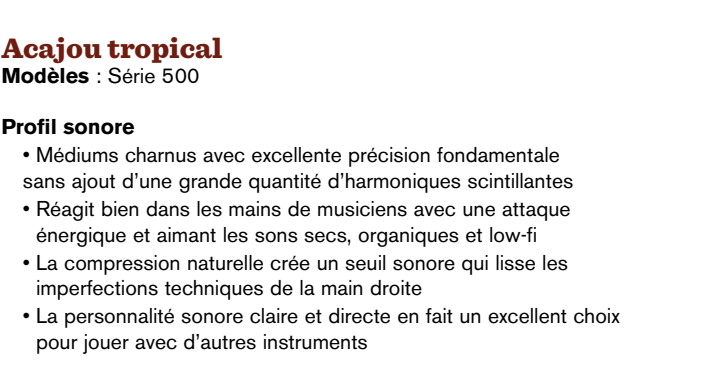 Acajou tropical
Modèles : Série 500
Profil sonore
• Médiums charnus avec excellente précision fondamentale
sans ajout d’une grande quantité d’harmoniques scintillantes
• Réagit bien dans les mains de musiciens avec une attaque
énergique et aimant les sons secs, organiques et low-fi
• La compression naturelle crée un seuil sonore qui lisse les
imperfections techniques de la main droite
• La personnalité sonore claire et directe en fait un excellent choix
pour jouer avec d’autres instruments